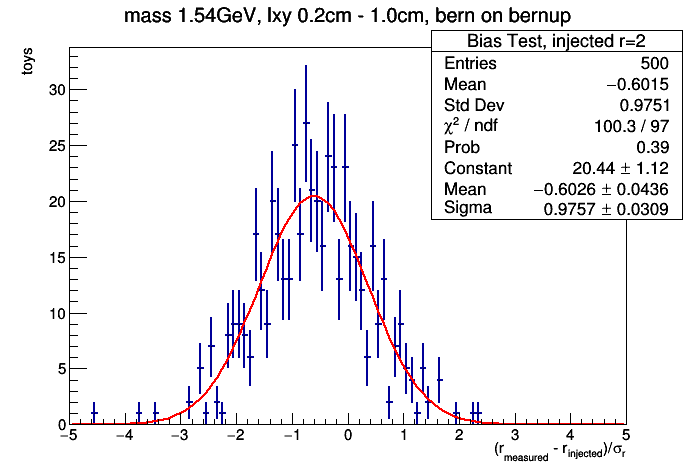 mass 1.54GeV, lxy 0.2cm - 1.0cm, bern on bernup
Bias Test, injected r=2
Entries 500
Mean −0.6015
Std Dev 0.9751
χ² / ndf 100.3 / 97
Prob 0.39
Constant 20.44 ± 1.12
Mean −0.6026 ± 0.0436
Sigma 0.9757 ± 0.0309
toys
30
25
20
15
10
5
0
−5 −4 −3 −2 −1 0 1 2 3 4 5
(r_measured - r_injected)/σ_r